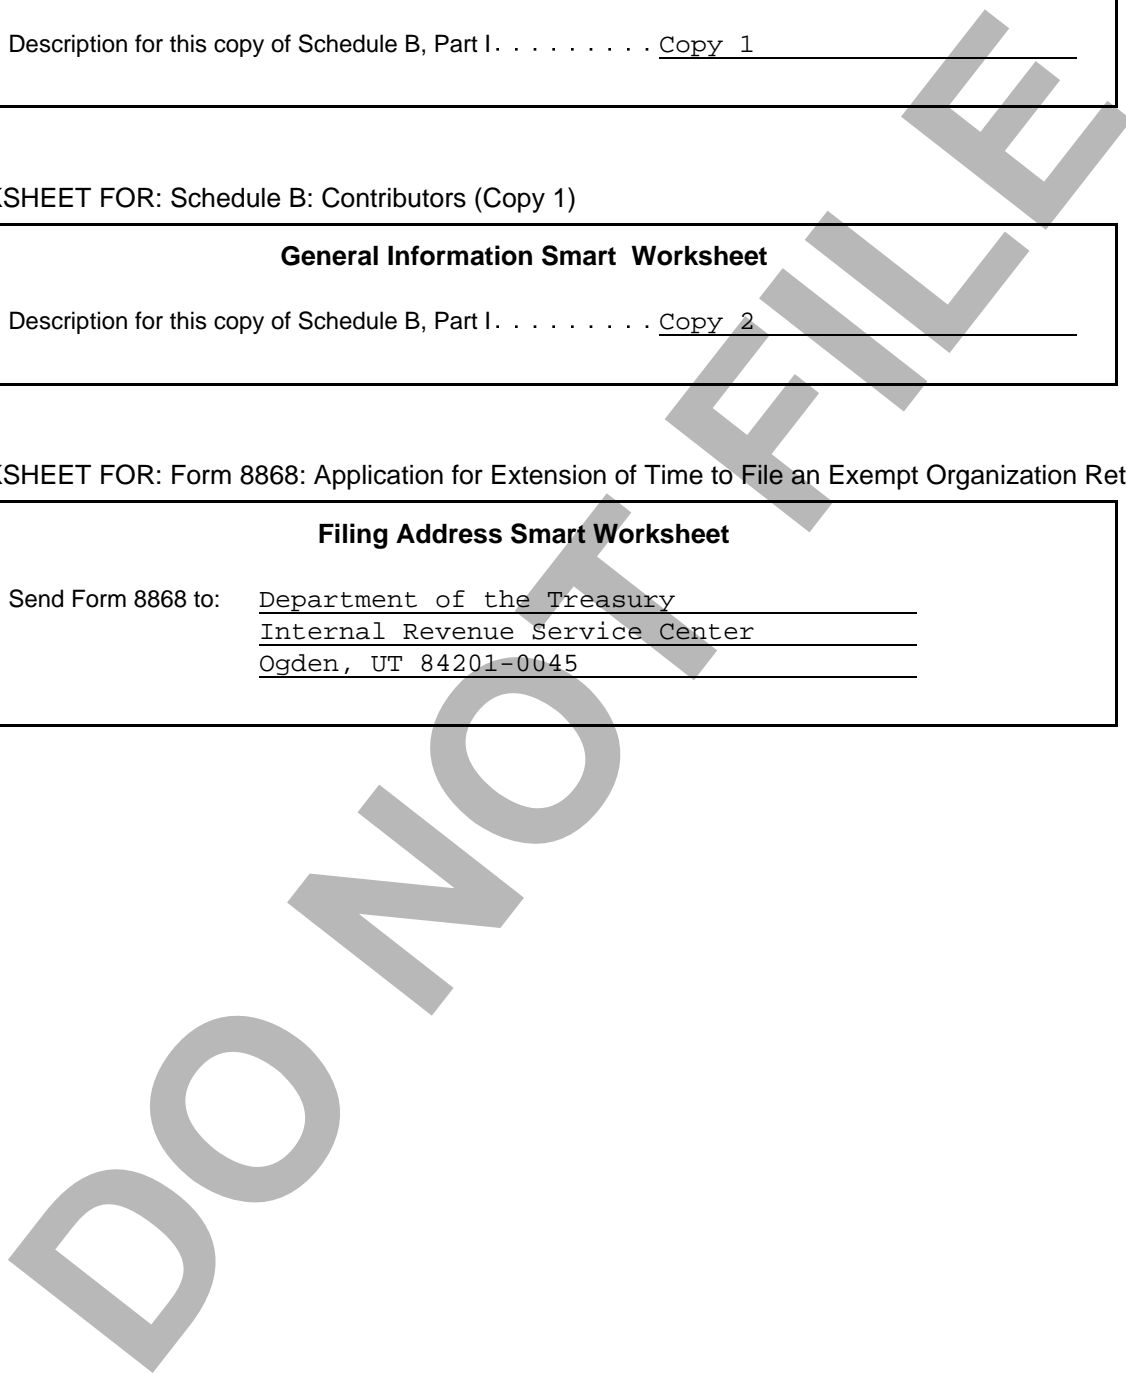 Description for this copy of Schedule B, Part I. . . . . . . . . Copy 1
KSHEET FOR: Schedule B: Contributors (Copy 1)
General Information Smart Worksheet
Description for this copy of Schedule B, Part I. . . . . . . . . Copy 2
KSHEET FOR: Form 8868: Application for Extension of Time to File an Exempt Organization Ret
Filing Address Smart Worksheet
Send Form 8868 to: Department of the Treasury
Internal Revenue Service Center
Ogden, UT 84201-0045
DO NOT FILE